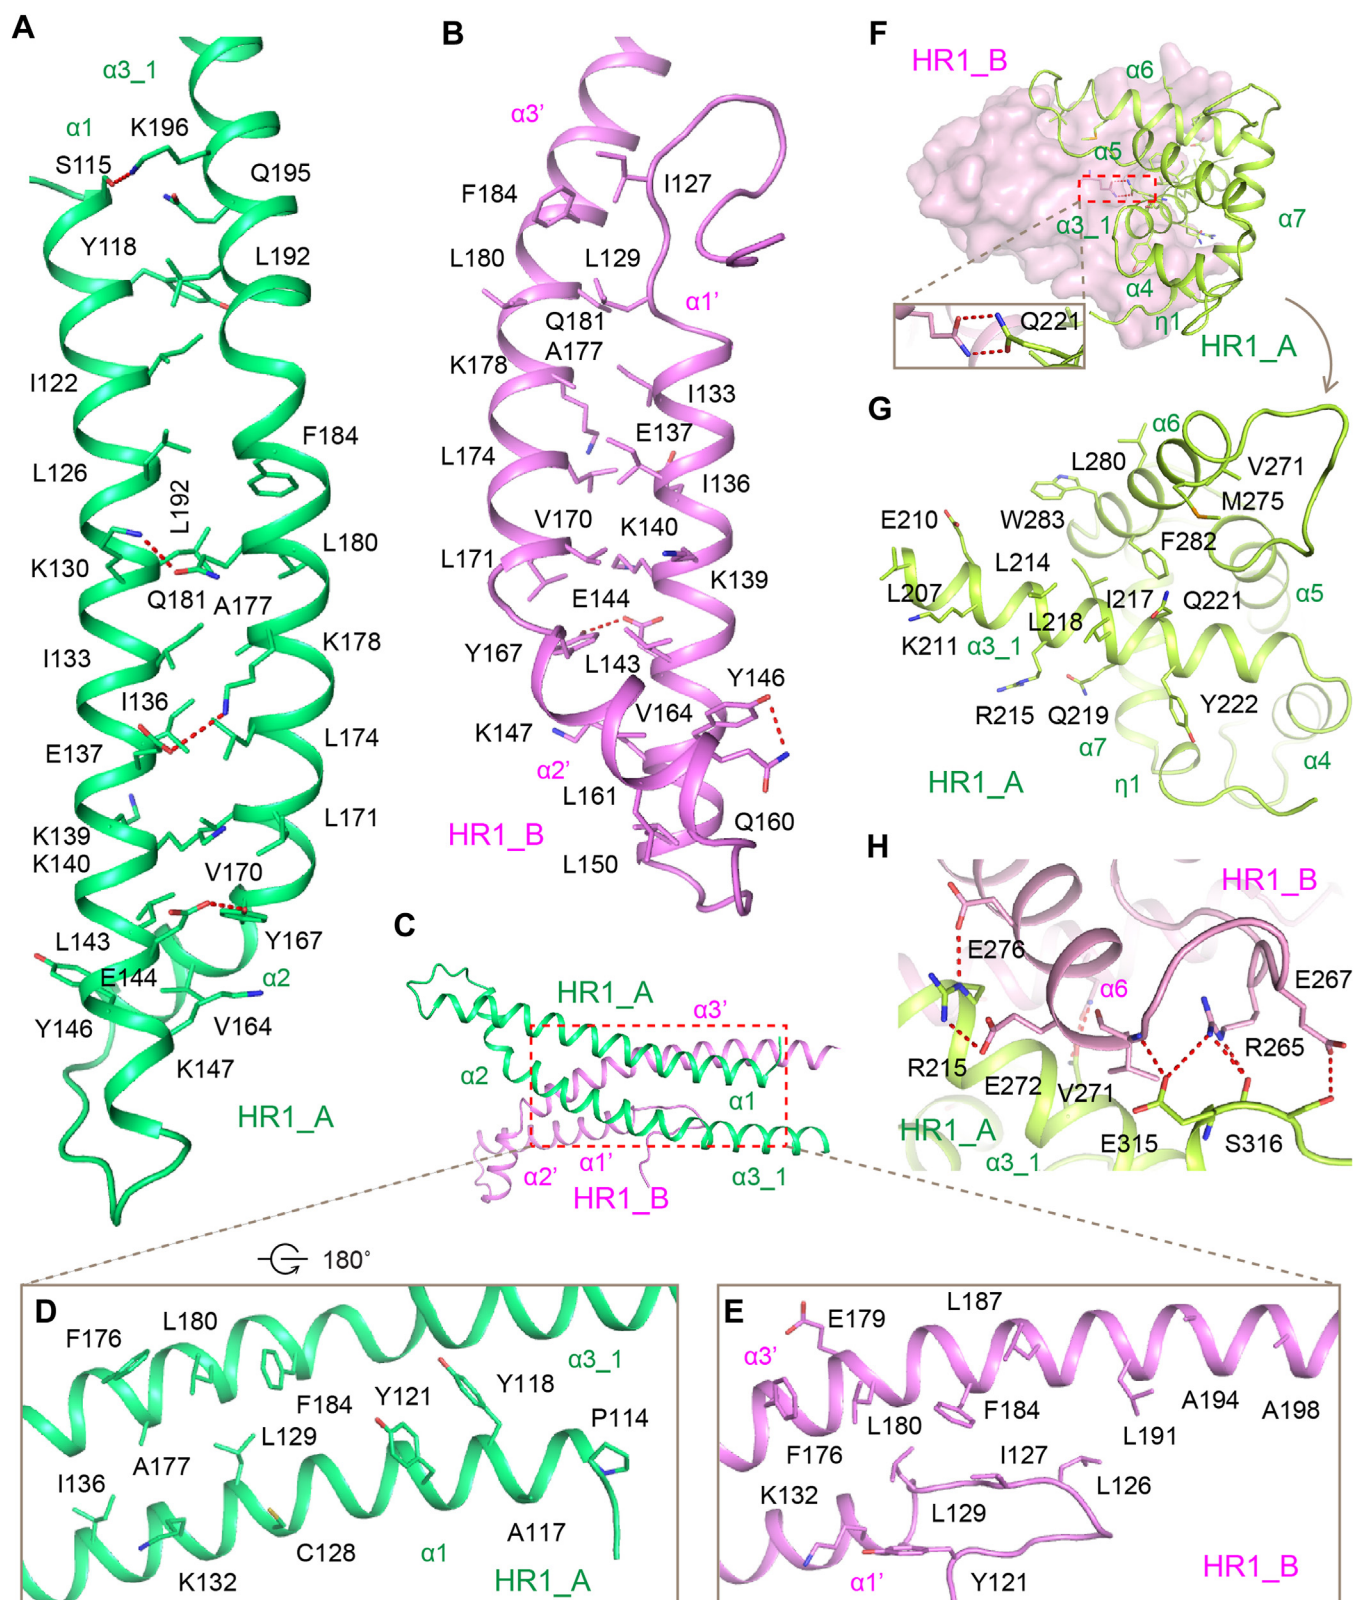 A
α3_1
α1
K196
S115
Q195
Y118
L192
I122
F184
L126
L192
K130
L180
Q181
A177
I133
K178
I136
E137
L174
K139
L171
K140
V170
L143
Y167
E144
α2
Y146
V164
K147
HR1_A
B
α3’
I127
F184
L180
L129
α1’
Q181
A177
K178
I133
E137
L174
I136
V170
K140
L171
K139
E144
Y167
L143
Y146
V164
K147
α2’
L161
Q160
HR1_B
L150
C
HR1_A
α3’
α2
α1
α1’
α2’
α3_1
HR1_B
180°
D
F176
L180
α3_1
F184
Y121
Y118
P114
L129
I136
A177
A117
C128
α1
K132
HR1_A
E
E179
L187
α3’
L180
F184
A194
A198
L191
F176
I127
L126
K132
L129
α1’
Y121
HR1_B
F
HR1_B
α6
α5
α3_1
α7
α4
η1
Q221
HR1_A
G
α6
L280
V271
M275
W283
E210
F282
L214
L207
I217
Q221
α5
L218
K211
α3_1
R215
Q219
Y222
α7
α4
HR1_A
η1
H
HR1_B
E276
E267
α6
R265
R215
E272
V271
HR1_A
E315
S316
α3_1